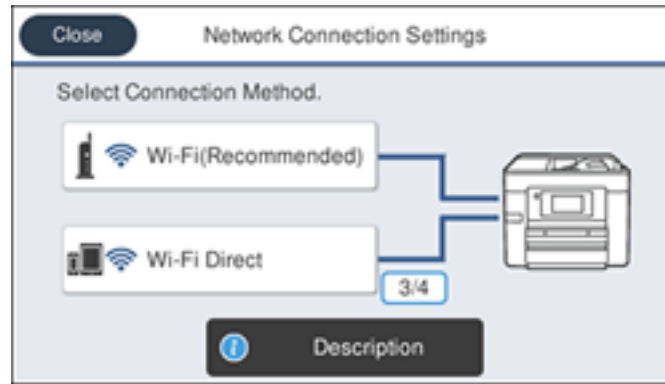 Close
Network Connection Settings
Select Connection Method.
Wi-Fi(Recommended)
Wi-Fi Direct
3/4
i
Description